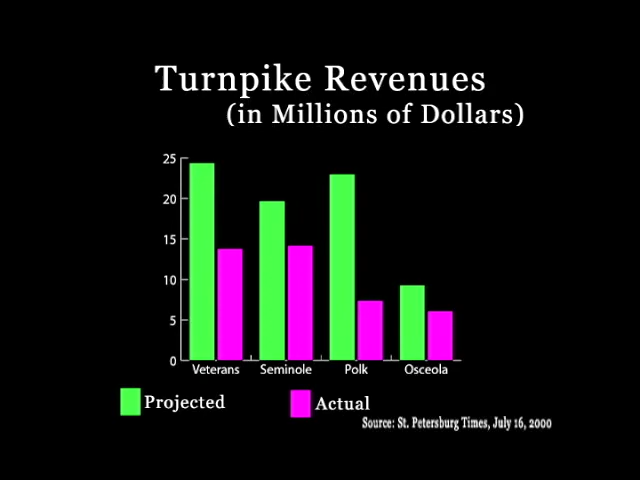 Turnpike Revenues
(in Millions of Dollars)
25
20
15
10
5
0
Veterans Seminole Polk Osceola
Projected Actual
Source: St. Petersburg Times, July 16, 2000